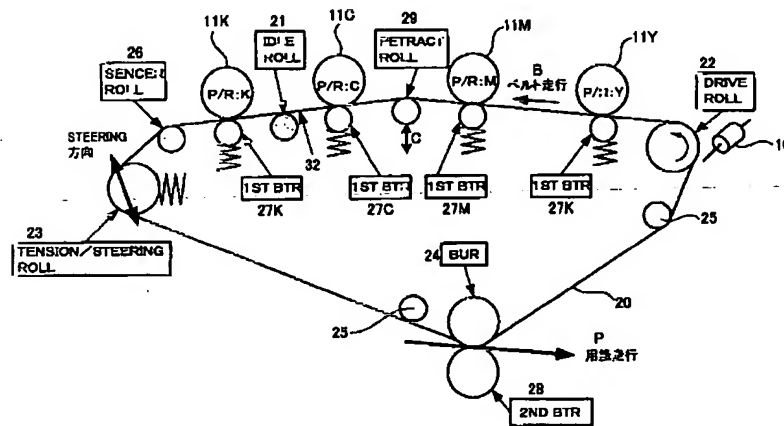 11K
21
IDLE
ROLL
11C
29
PETRACT
ROLL
11M
11Y
26
SENCER
ROLL
P/R:K
P/R:C
P/R:M
B
ベルト走行
P/:1:Y
22
DRIVE
ROLL
STEERING
方向
C
32
10
1ST BTR
27K
1ST BTR
27C
1ST BTR
27M
1ST BTR
27K
25
23
TENSION/STEERING
ROLL
24
BUR
25
20
P
用紙走行
28
2ND BTR